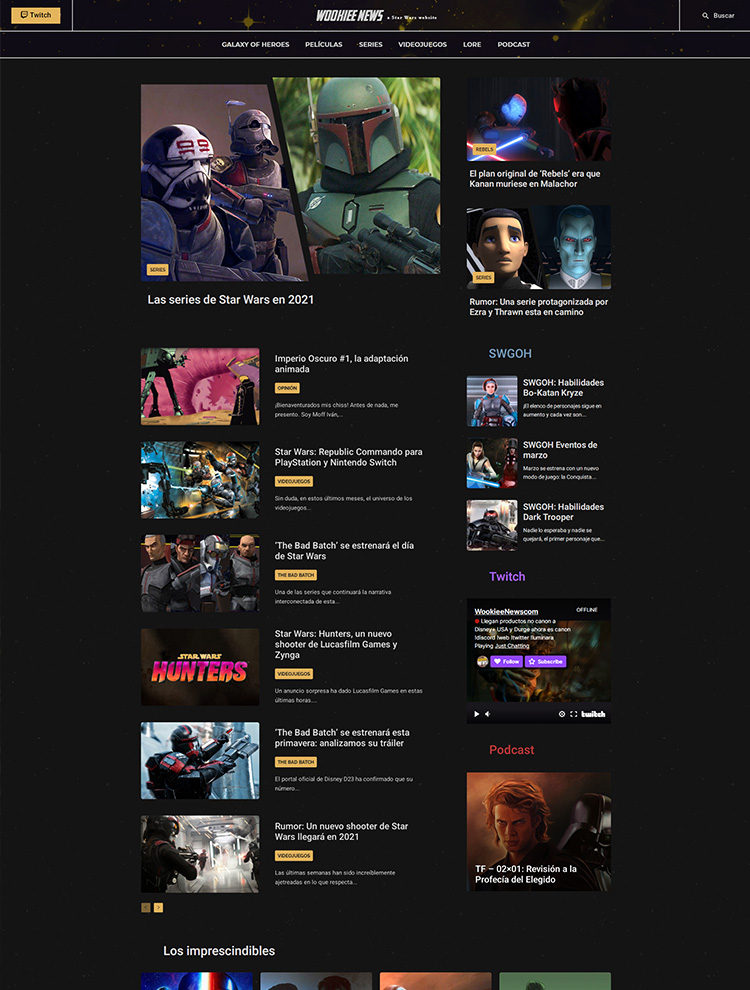 Twitch
WOOKIEE NEWS a Star Wars website
Buscar
GALAXY OF HEROES PELÍCULAS SERIES VIDEOJUEGOS LORE PODCAST
SERIES
Las series de Star Wars en 2021
REBELS
El plan original de ‘Rebels’ era que
Kanan muriese en Malachor
SERIES
Rumor: Una serie protagonizada por
Ezra y Thrawn esta en camino
Imperio Oscuro #1, la adaptación
animada
OPINIÓN
¡Bienaventurados mis chiss! Antes de nada, me
presento. Soy Moff Iván,...
Star Wars: Republic Commando para
PlayStation y Nintendo Switch
VIDEOJUEGOS
Sin duda, en estos últimos meses, el universo de los
videojuegos...
‘The Bad Batch’ se estrenará el día
de Star Wars
THE BAD BATCH
Una de las series que continuará la narrativa
interconectada de esta...
STAR WARS
HUNTERS
Star Wars: Hunters, un nuevo
shooter de Lucasfilm Games y
Zynga
VIDEOJUEGOS
Un anuncio sorpresa ha dado Lucasfilm Games en estas
últimas horas....
‘The Bad Batch’ se estrenará esta
primavera: analizamos su tráiler
THE BAD BATCH
El portal oficial de Disney D23 ha confirmado que su
número...
Rumor: Un nuevo shooter de Star
Wars llegará en 2021
VIDEOJUEGOS
Las últimas semanas han sido increíblemente
ajetreadas en lo que respecta...
< >
SWGOH
SWGOH: Habilidades
Bo-Katan Kryze
¡El elenco de personajes sigue en
aumento y cada vez son...
SWGOH Eventos de
marzo
Marzo se estrena con un nuevo
modo de juego: la Conquista...
SWGOH: Habilidades
Dark Trooper
Nadie lo esperaba y nadie se
quejará, el primer personaje que...
Twitch
WookieeNewscom OFFLINE
Llegan productos no canon a
Disney+ USA y Durge ahora es canon
!discord !web !twitter !luminara
Playing Just Chatting
Follow Subscribe
twitch
Podcast
TF – 02×01: Revisión a la
Profecía del Elegido
Los imprescindibles